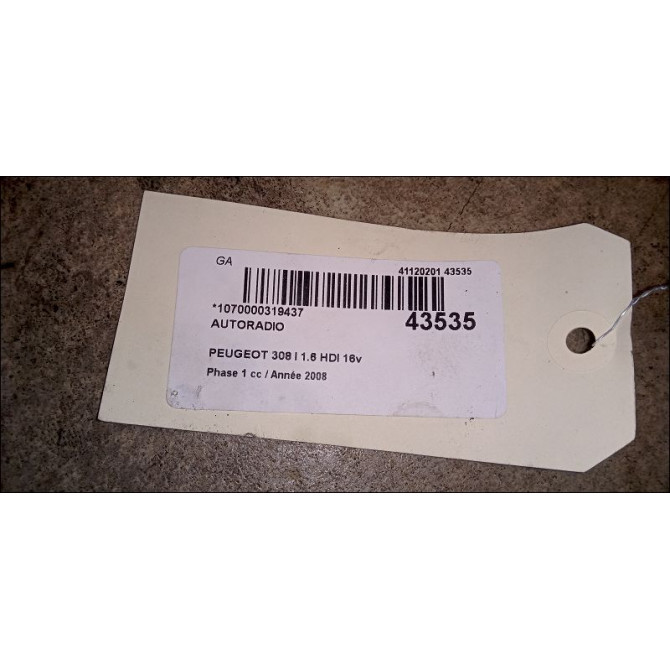 GA
41120201 43535
*1070000319437
43535
AUTORADIO
PEUGEOT 308 I 1.6 HDI 16v
Phase 1 cc / Année 2008